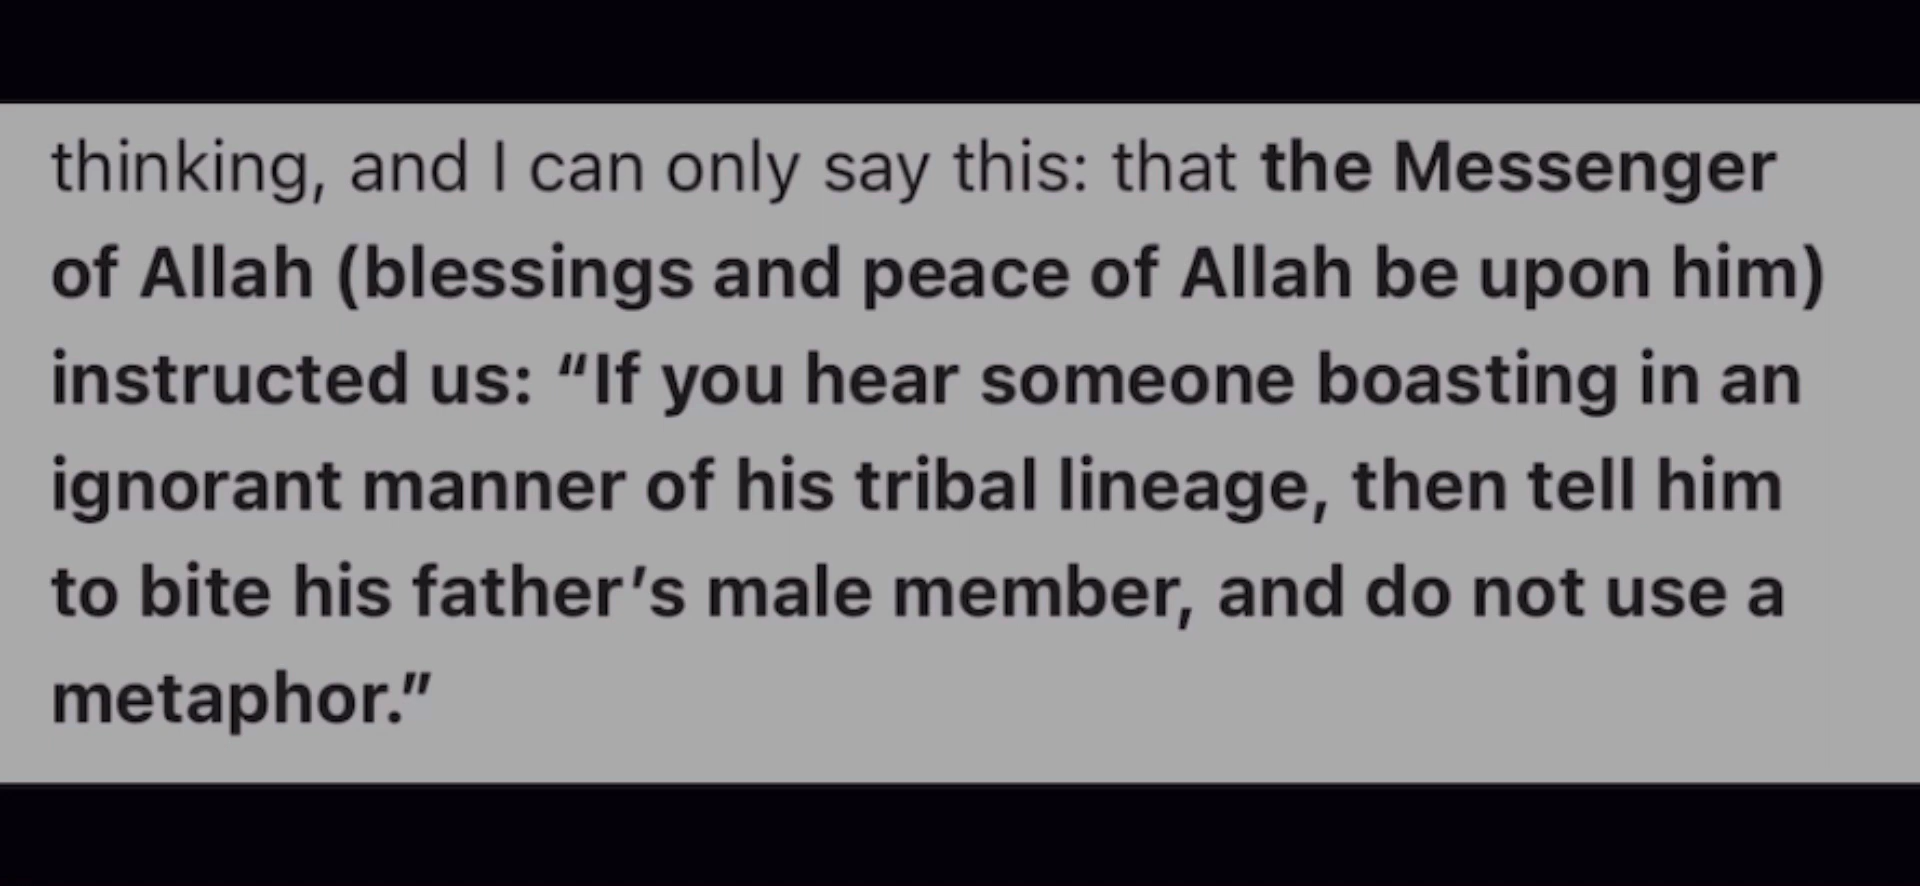 thinking, and I can only say this: that the Messenger
of Allah (blessings and peace of Allah be upon him)
instructed us: “If you hear someone boasting in an
ignorant manner of his tribal lineage, then tell him
to bite his father’s male member, and do not use a
metaphor.”